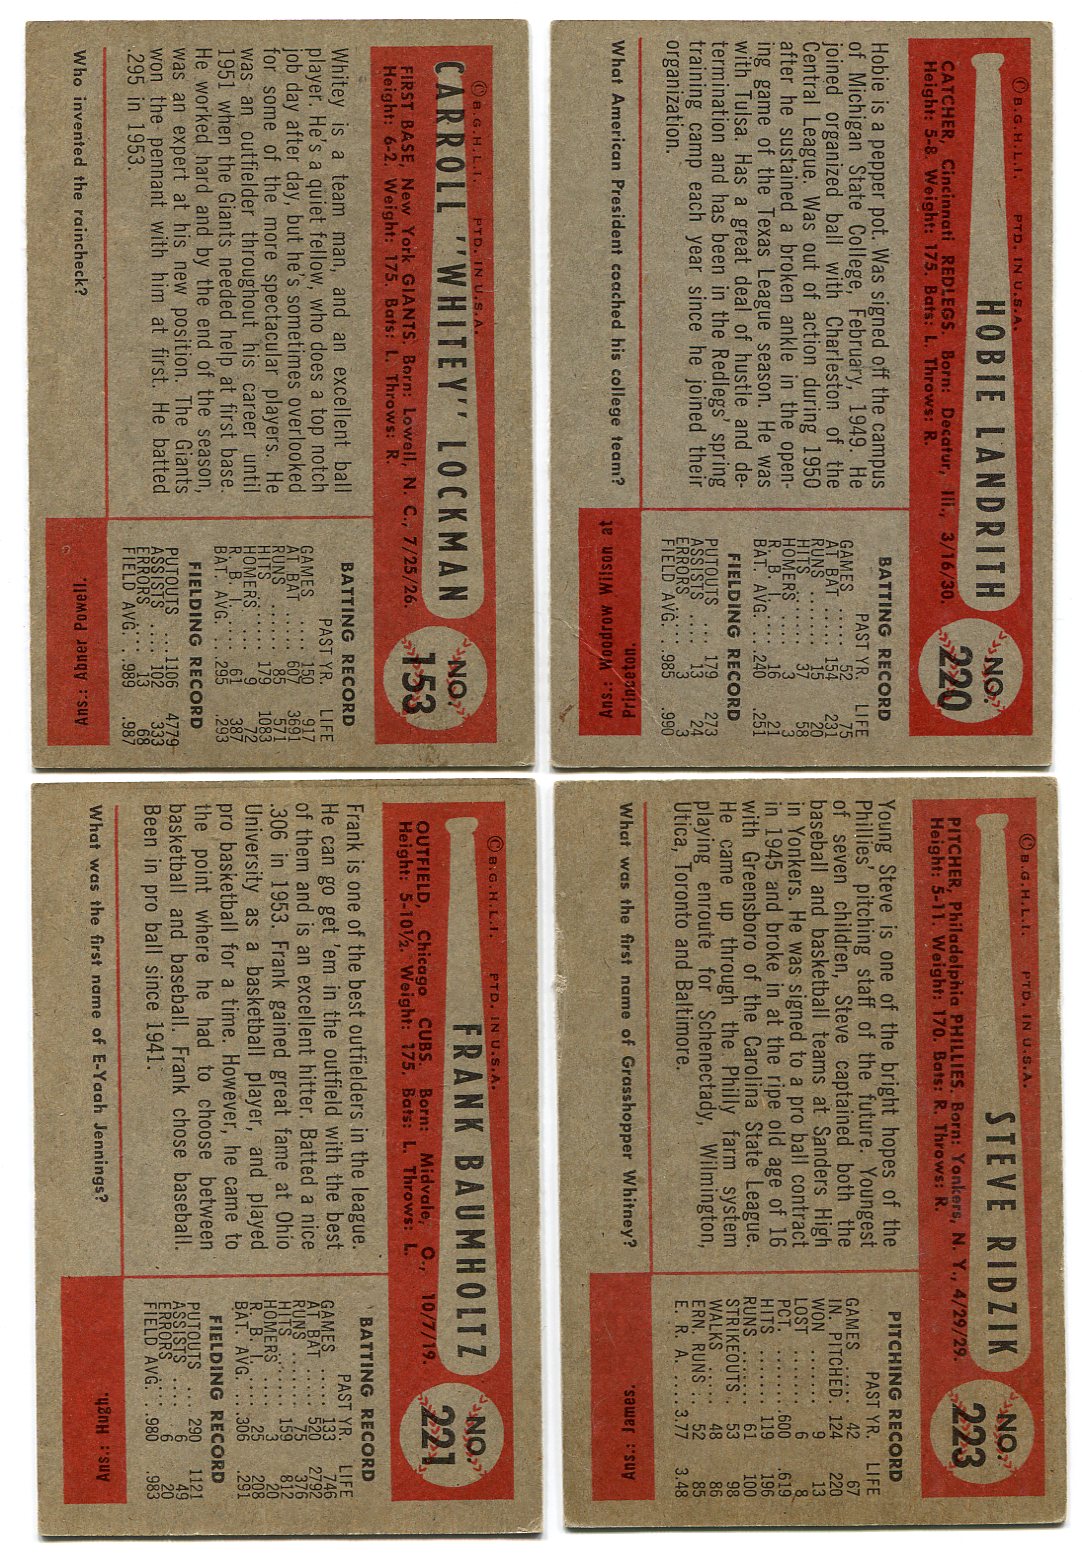 ©B.G.H.L.I. PTD. IN U.S.A.
CARROLL "WHITEY" LOCKMAN
NO.
153
FIRST BASE, New York GIANTS. Born: Lowell, N. C., 7/25/26.
Height: 6-2. Weight: 175. Bats: L. Throws: R.
Whitey is a team man, and an excellent ball
player. He's a quiet fellow, who does a top notch
job day after day, but he's sometimes overlooked
for some of the more spectacular players. He
was an outfielder throughout his career until
1951 when the Giants needed help at first base.
He worked hard and by the end of the season,
was an expert at his new position. The Giants
won the pennant with him at first. He batted
.295 in 1953.
Who invented the raincheck?
BATTING RECORD
PAST YR. LIFE
GAMES ..... 150 917
AT BAT ..... 607 3691
RUNS ...... 85 571
HITS ...... 179 1083
HOMERS .... 9 72
R. B. I. .... 61 387
BAT. AVG. ... .295 .293
FIELDING RECORD
PUTOUTS ... 1106 4779
ASSISTS .... 102 333
ERRORS .... 13 68
FIELD AVG. .. .989 .987
Ans.: Abner Powell.
©B.G.H.L.I. PTD. IN U.S.A.
HOBIE LANDRITH
NO.
220
CATCHER, Cincinnati REDLEGS. Born: Decatur, Ill., 3/16/30.
Height: 5-8. Weight: 175. Bats: L. Throws: R.
Hobie is a pepper pot. Was signed off the campus
of Michigan State College, February, 1949. He
joined organized ball with Charleston of the
Central League. Was out of action during 1950
after he sustained a broken ankle in the open-
ing game of the Texas League season. He was
with Tulsa. Has a great deal of hustle and de-
termination and has been in the Redlegs' spring
training camp each year since he joined their
organization.
What American President coached his college team?
BATTING RECORD
PAST YR. LIFE
GAMES ..... 52 75
AT BAT ..... 154 231
RUNS ...... 15 20
HITS ...... 37 58
HOMERS .... 3 3
R. B. I. .... 16 21
BAT. AVG. ... .240 .251
FIELDING RECORD
PUTOUTS ... 179 273
ASSISTS .... 13 24
ERRORS .... 3 3
FIELD AVG. .. .985 .990
Ans.: Woodrow Wilson at
Princeton.
©B.G.H.L.I. PTD. IN U.S.A.
FRANK BAUMHOLTZ
NO.
221
OUTFIELD, Chicago CUBS. Born: Midvale, O., 10/7/19.
Height: 5-10½. Weight: 175. Bats: L. Throws: L.
Frank is one of the best outfielders in the league.
He can go get 'em in the outfield with the best
of them and is an excellent hitter. Batted a nice
.306 in 1953. Frank gained great fame at Ohio
University as a basketball player, and played
pro basketball for a time. However, he came to
the point where he had to choose between
basketball and baseball. Frank chose baseball.
Been in pro ball since 1941.
What was the first name of E-Yaah Jennings?
BATTING RECORD
PAST YR. LIFE
GAMES ..... 133 746
AT BAT ..... 520 2792
RUNS ...... 75 376
HITS ...... 159 812
HOMERS .... 3 20
R. B. I. .... 25 208
BAT. AVG. ... .306 .291
FIELDING RECORD
PUTOUTS ... 290 1121
ASSISTS .... 6 49
ERRORS .... 6 20
FIELD AVG. .. .980 .983
Ans.: Hugh.
©B.G.H.L.I. PTD. IN U.S.A.
STEVE RIDZIK
NO.
223
PITCHER, Philadelphia PHILLIES. Born: Yonkers, N. Y., 4/29/29.
Height: 5-11. Weight: 170. Bats: R. Throws: R.
Young Steve is one of the bright hopes of the
Phillies' pitching staff of the future. Youngest
of seven children, Steve captained both the
baseball and basketball teams at Sanders High
in Yonkers. He was signed to a pro ball contract
in 1945 and broke in at the ripe old age of 16
with Greensboro of the Carolina State League.
He came up through the Philly farm system
playing enroute for Schenectady, Wilmington,
Utica, Toronto and Baltimore.
What was the first name of Grasshopper Whitney?
PITCHING RECORD
PAST YR. LIFE
GAMES .... 42 67
IN. PITCHED .. 124 220
WON ...... 9 13
LOST ...... 6 8
PCT. ...... .600 .619
HITS ...... 119 196
RUNS ..... 61 100
STRIKEOUTS .. 53 98
WALKS .... 48 86
ERN. RUNS .. 52 85
E. R. A. .... 3.77 3.48
Ans.: James.